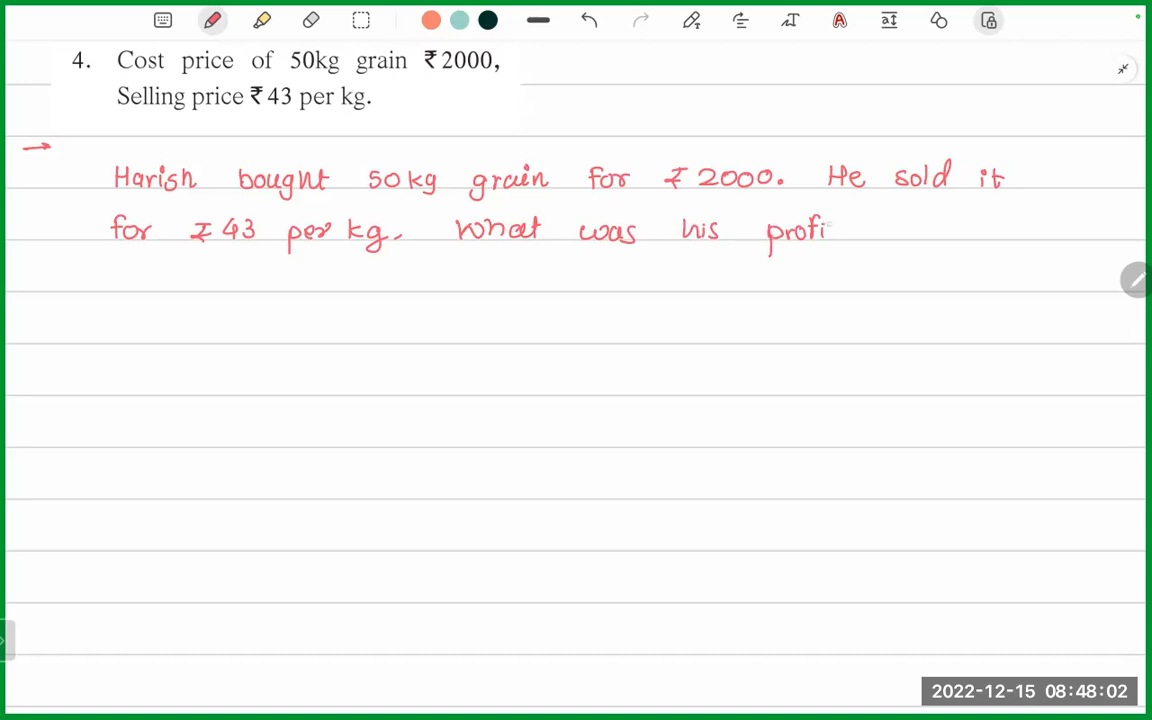 4. Cost price of 50kg grain ₹2000,
Selling price ₹43 per kg.
Harish bought 50kg grain for ₹2000. He sold it
for ₹43 per kg. What was his profi
2022-12-15 08:48:02